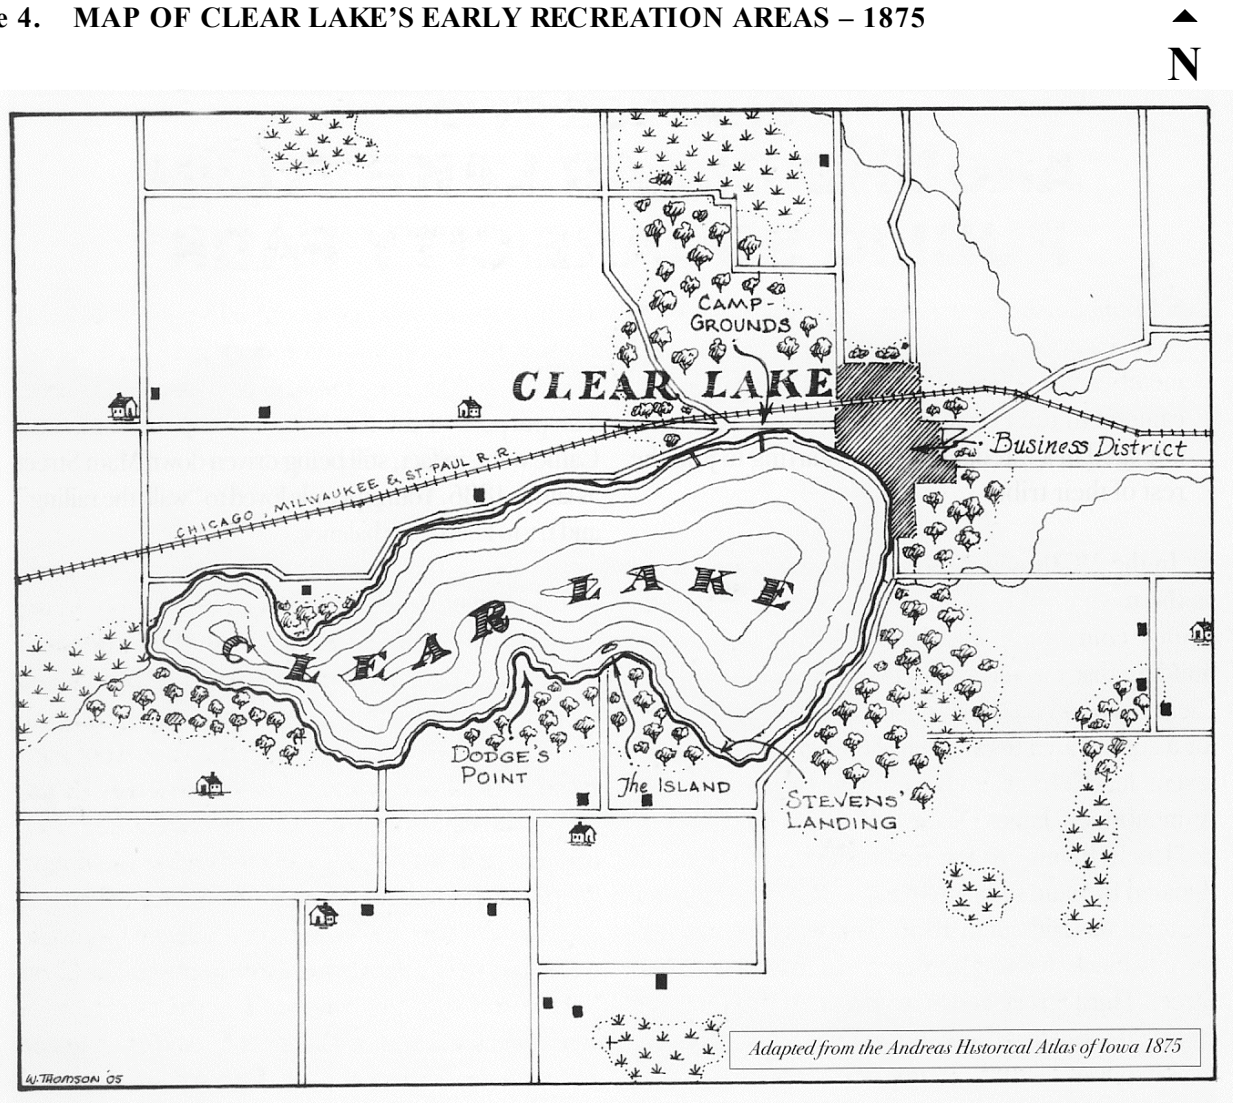 e 4. MAP OF CLEAR LAKE'S EARLY RECREATION AREAS – 1875
N
CAMP-
GROUNDS
CLEAR LAKE
Business District
CHICAGO, MILWAUKEE & ST. PAUL R.R.
CLEAR LAKE
DODGE'S
POINT
The ISLAND
STEVENS'
LANDING
Adapted from the Andreas Historical Atlas of Iowa 1875
W. THOMSON '05